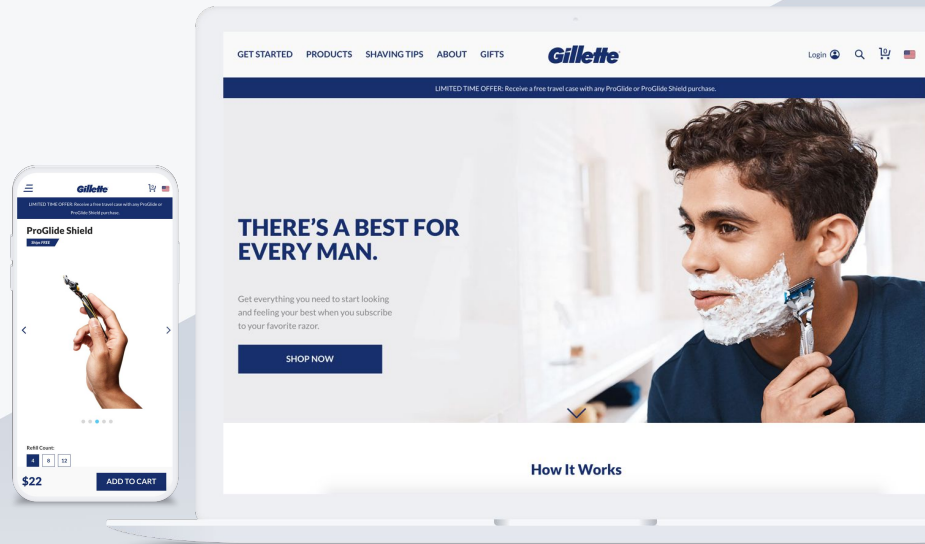 GET STARTED PRODUCTS SHAVING TIPS ABOUT GIFTS Gillette Login 0
LIMITED TIME OFFER: Receive a free travel case with any ProGlide or ProGlide Shield purchase.
THERE'S A BEST FOR
EVERY MAN.
Get everything you need to start looking
and feeling your best when you subscribe
to your favorite razor.
SHOP NOW
How It Works
Gillette
LIMITED TIME OFFER: Receive a free travel case with any ProGlide or
ProGlide Shield purchase.
ProGlide Shield
Ships FREE
Refill Count:
4 8 12
$22 ADD TO CART